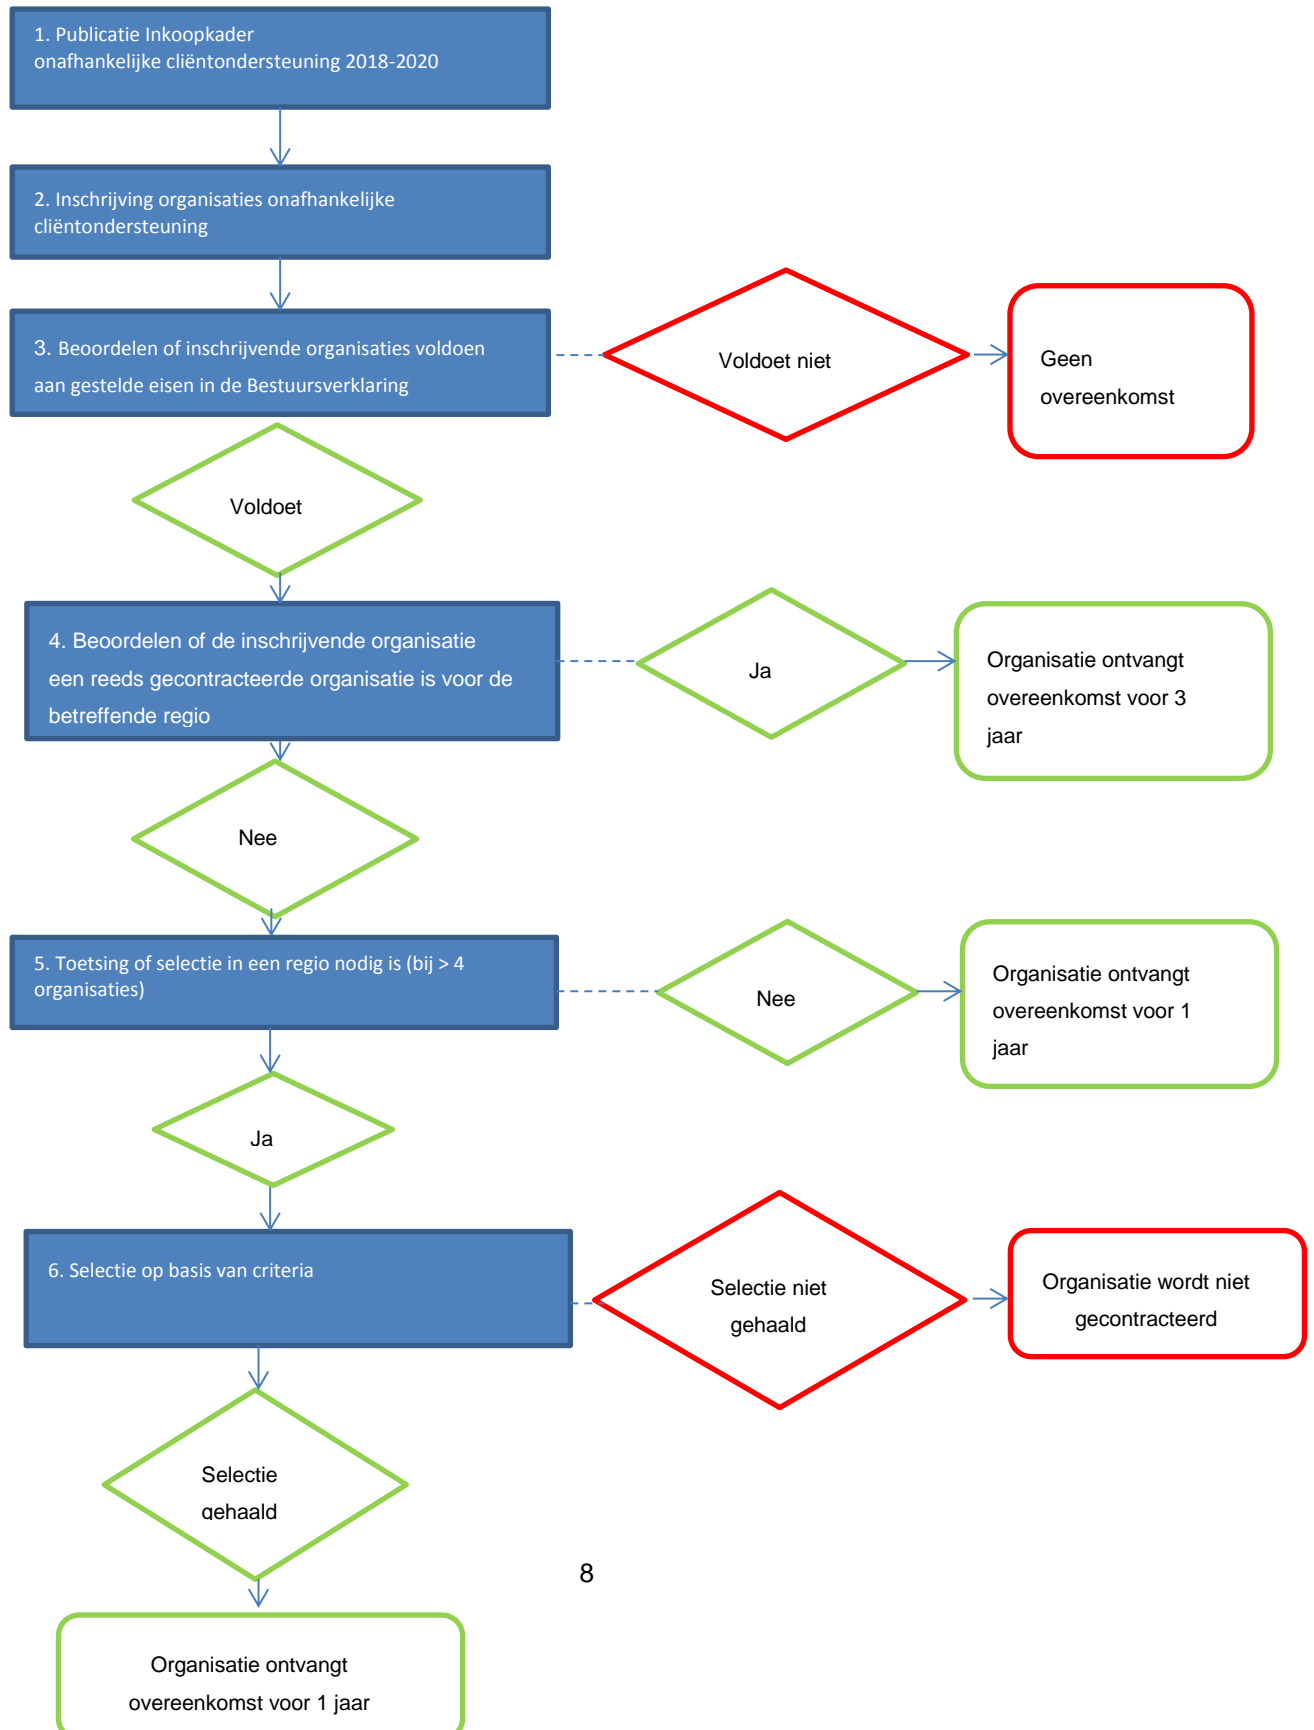 1. Publicatie Inkoopkader
onafhankelijke cliëntondersteuning 2018-2020
2. Inschrijving organisaties onafhankelijke
cliëntondersteuning
3. Beoordelen of inschrijvende organisaties voldoen
aan gestelde eisen in de Bestuursverklaring
Voldoet niet
Geen
overeenkomst
Voldoet
4. Beoordelen of de inschrijvende organisatie
een reeds gecontracteerde organisatie is voor de
betreffende regio
Ja
Organisatie ontvangt
overeenkomst voor 3
jaar
Nee
5. Toetsing of selectie in een regio nodig is (bij > 4
organisaties)
Nee
Organisatie ontvangt
overeenkomst voor 1
jaar
Ja
6. Selectie op basis van criteria
Selectie niet
gehaald
Organisatie wordt niet
gecontracteerd
Selectie
gehaald
8
Organisatie ontvangt
overeenkomst voor 1 jaar